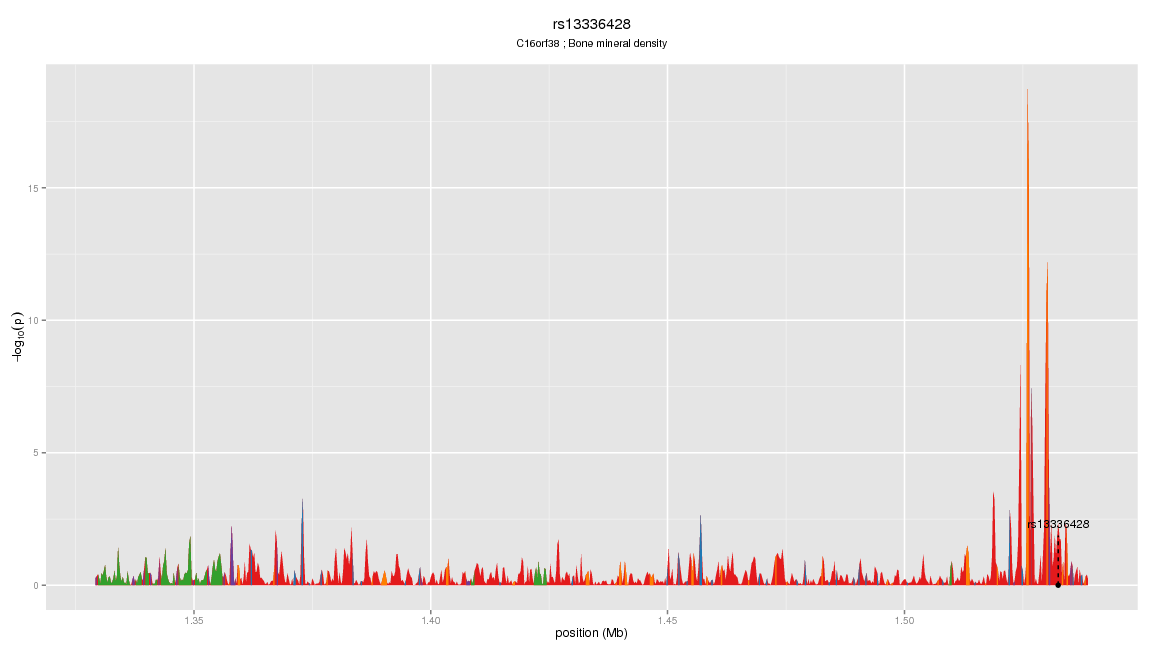 rs13336428
C16orf38 ; Bone mineral density
−log10(p)
15
10
5
0
rs13336428
1.35 1.40 1.45 1.50
position (Mb)